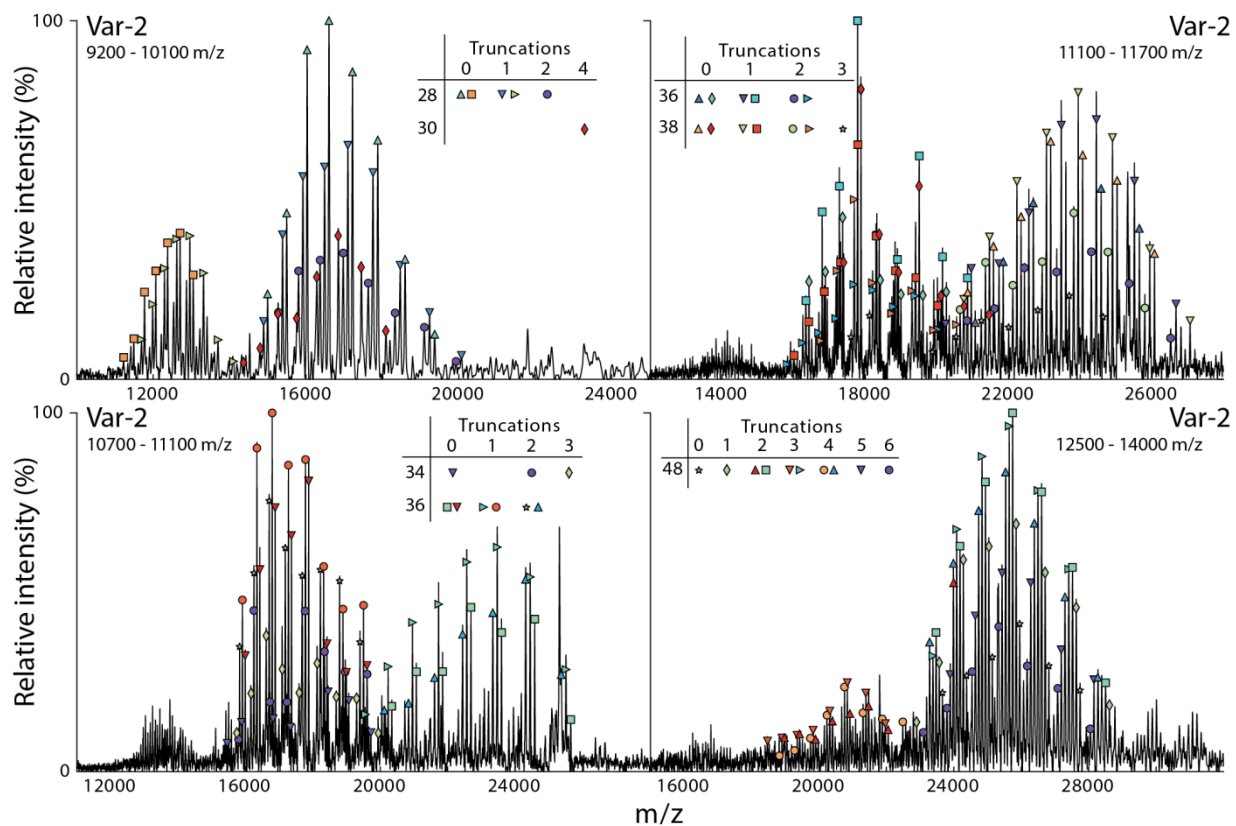 100
Var-2
9200 - 10100 m/z
Truncations
0 1 2 4
28
30
Relative intensity (%)
0
12000 16000 20000 24000
Var-2
11100 - 11700 m/z
Truncations
0 1 2 3
36
38
14000 18000 22000 26000
100
Var-2
10700 - 11100 m/z
Truncations
0 1 2 3
34
36
Relative intensity (%)
0
12000 16000 20000 24000
Var-2
12500 - 14000 m/z
Truncations
0 1 2 3 4 5 6
48
16000 20000 24000 28000
m/z